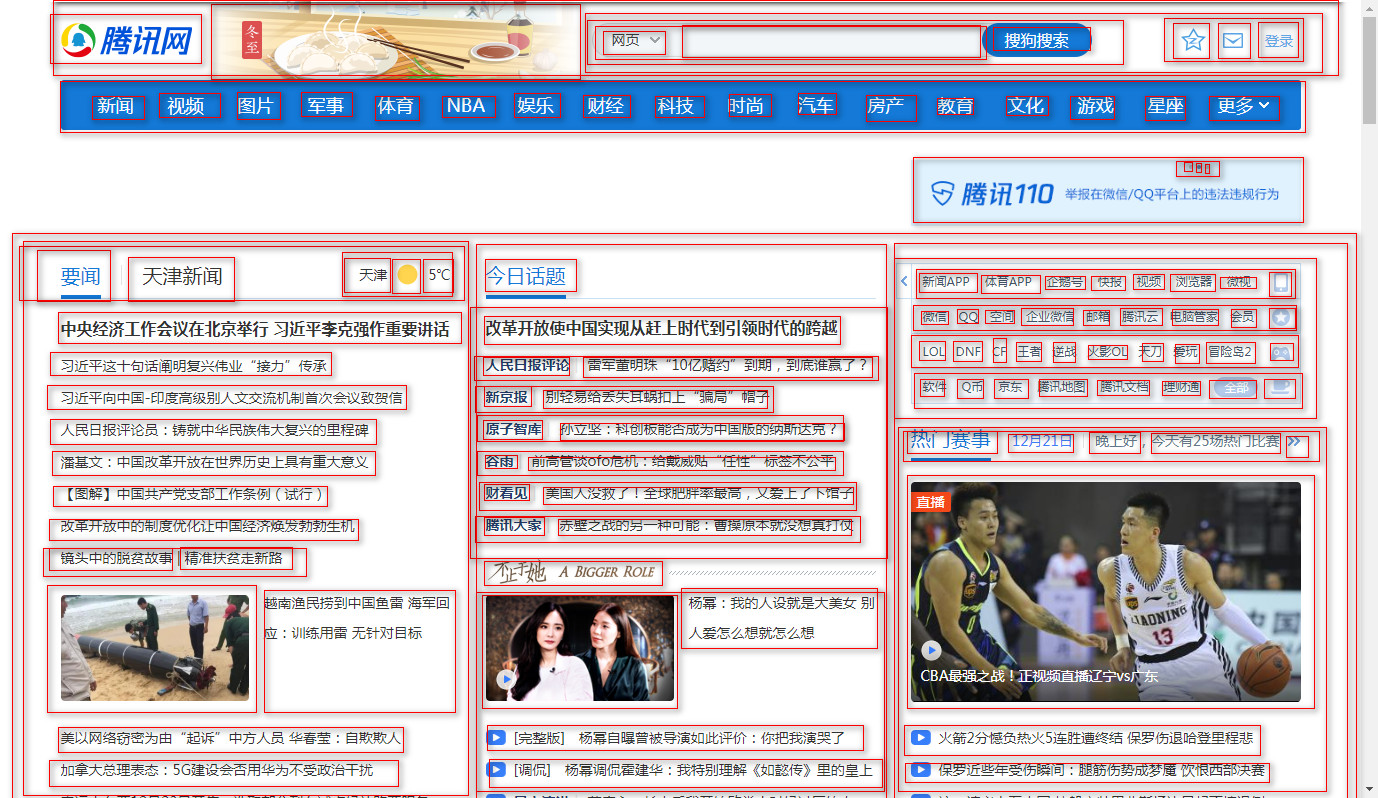 腾讯网
冬至
网页
搜狗搜索
登录
新闻 视频 图片 军事 体育 NBA 娱乐 财经 科技 时尚 汽车 房产 教育 文化 游戏 星座 更多
腾讯110 举报在微信/QQ平台上的违法违规行为
要闻 天津新闻 天津 5℃
中央经济工作会议在北京举行 习近平李克强作重要讲话
习近平这十句话阐明复兴伟业“接力”传承
习近平向中国-印度高级别人文交流机制首次会议致贺信
人民日报评论员：铸就中华民族伟大复兴的里程碑
潘基文：中国改革开放在世界历史上具有重大意义
【图解】中国共产党支部工作条例（试行）
改革开放中的制度优化让中国经济焕发勃勃生机
镜头中的脱贫故事 精准扶贫走新路
越南渔民捞到中国鱼雷 海军回
应：训练用雷 无针对目标
美以网络窃密为由“起诉”中方人员 华春莹：自欺欺人
加拿大总理表态：5G建设会否用华为不受政治干扰
今日话题
改革开放使中国实现从赶上时代到引领时代的跨越
人民日报评论 雷军董明珠“10亿赌约”到期，到底谁赢了？
新京报 别轻易给丢失耳蜗扣上“骗局”帽子
原子智库 孙立坚：科创板能否成为中国版的纳斯达克？
谷雨 前高管谈ofo危机：给戴威贴“任性”标签不公平
财看见 美国人没救了！全球肥胖率最高，又爱上了下馆子
腾讯大家 赤壁之战的另一种可能：曹操原本就没想真打仗
不止于她 A BIGGER ROLE
杨幂：我的人设就是大美女 别
人爱怎么想就怎么想
[完整版] 杨幂自曝曾被导演如此评价：你把我演哭了
[调侃] 杨幂调侃霍建华：我特别理解《如懿传》里的皇上
新闻APP 体育APP 企鹅号 快报 视频 浏览器 微视
微信 QQ 空间 企业微信 邮箱 腾讯云 电脑管家 会员
LOL DNF CF 王者 逆战 火影OL 天刀 爱玩 冒险岛2
软件 Q币 京东 腾讯地图 腾讯文档 理财通 全部
热门赛事 12月21日 晚上好，今天有25场热门比赛
直播
LIAONING
13
CBA最强之战！正视频直播辽宁vs广东
火箭2分憾负热火5连胜遭终结 保罗伤退哈登里程悲
保罗近些年受伤瞬间：腿筋伤势成梦魇 饮恨西部决赛